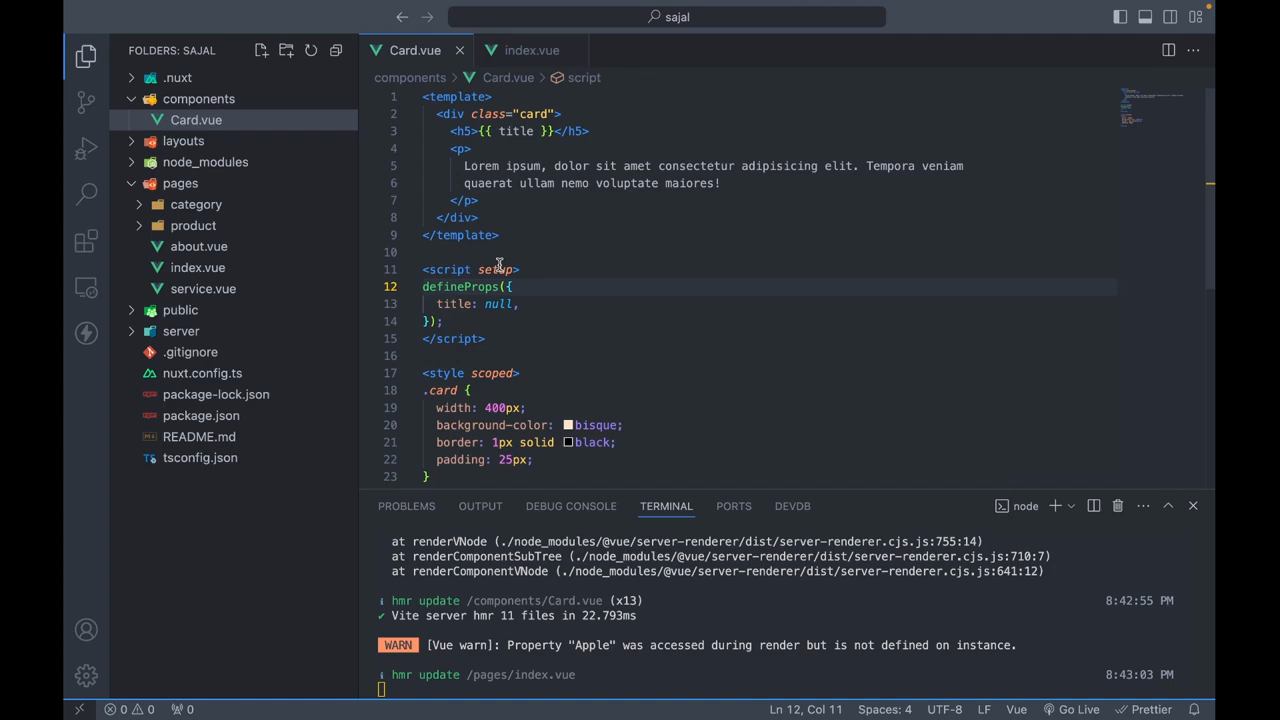 sajal
FOLDERS: SAJAL
.nuxt
components
Card.vue
layouts
node_modules
pages
category
product
about.vue
index.vue
service.vue
public
server
.gitignore
nuxt.config.ts
package-lock.json
package.json
README.md
tsconfig.json
Card.vue
index.vue
components > Card.vue > script
1 <template>
2 <div class="card">
3 <h5>{{ title }}</h5>
4 <p>
5 Lorem ipsum, dolor sit amet consectetur adipisicing elit. Tempora veniam
6 quaerat ullam nemo voluptate maiores!
7 </p>
8 </div>
9 </template>
10
11 <script setup>
12 defineProps({
13 title: null,
14 });
15 </script>
16
17 <style scoped>
18 .card {
19 width: 400px;
20 background-color: bisque;
21 border: 1px solid black;
22 padding: 25px;
23 }
PROBLEMS OUTPUT DEBUG CONSOLE TERMINAL PORTS DEVDB node
at renderVNode (./node_modules/@vue/server-renderer/dist/server-renderer.cjs.js:755:14)
at renderComponentSubTree (./node_modules/@vue/server-renderer/dist/server-renderer.cjs.js:710:7)
at renderComponentVNode (./node_modules/@vue/server-renderer/dist/server-renderer.cjs.js:641:12)
i hmr update /components/Card.vue (x13) 8:42:55 PM
✔ Vite server hmr 11 files in 22.793ms
WARN [Vue warn]: Property "Apple" was accessed during render but is not defined on instance.
i hmr update /pages/index.vue 8:43:03 PM
0 0 0 Ln 12, Col 11 Spaces: 4 UTF-8 LF Vue Go Live Prettier